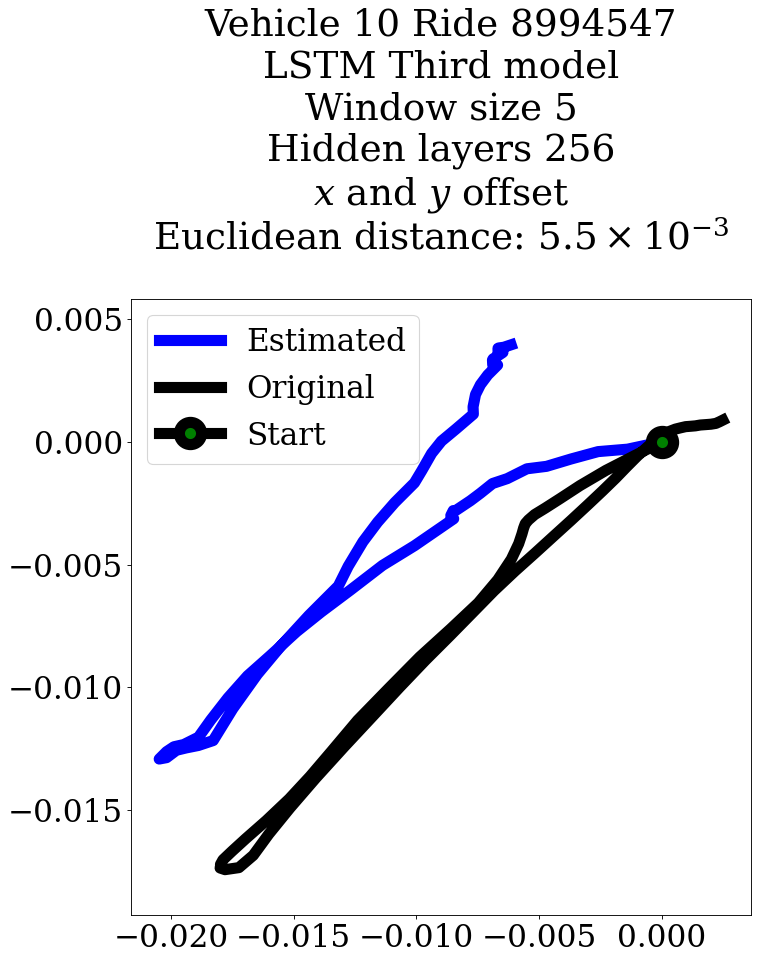 Vehicle 10 Ride 8994547
LSTM Third model
Window size 5
Hidden layers 256
x and y offset
Euclidean distance: 5.5 × 10⁻³
Estimated
Original
Start
0.005
0.000
−0.005
−0.010
−0.015
−0.020 −0.015 −0.010 −0.005 0.000